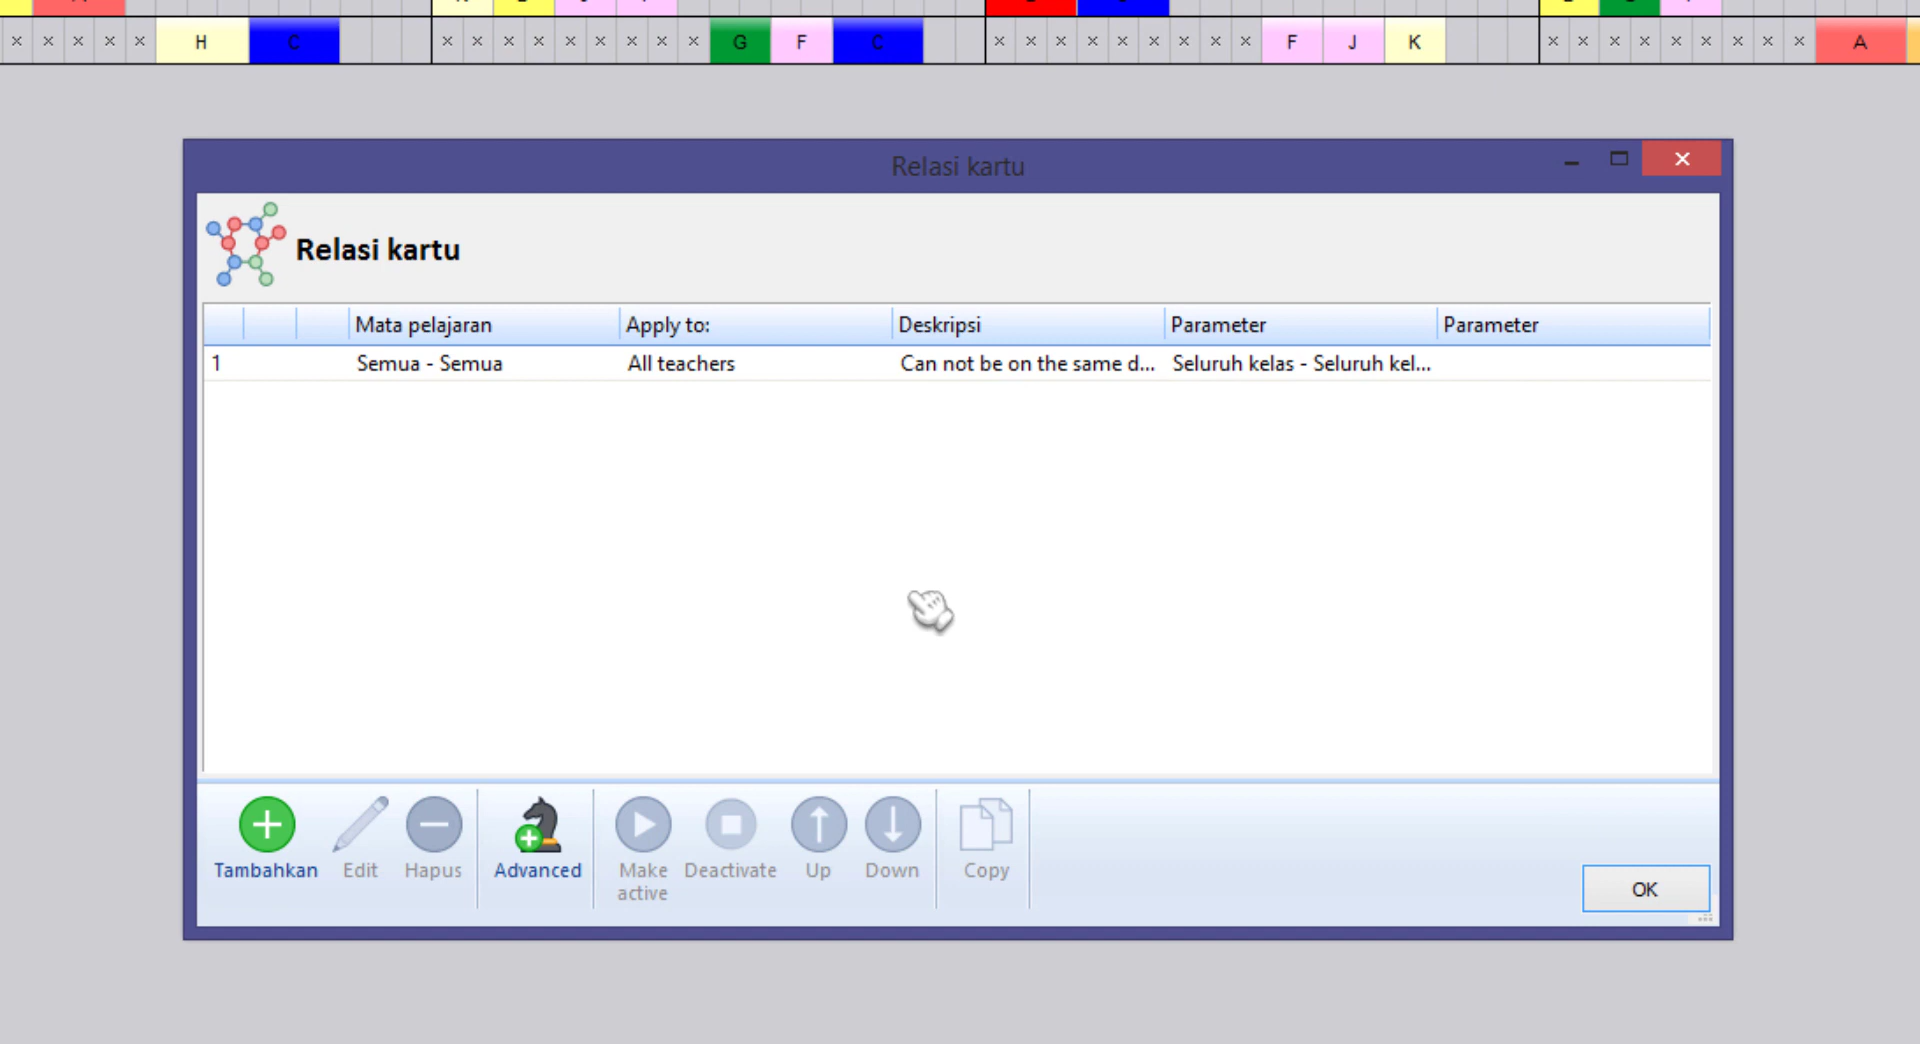 × × × × × H C × × × × × × × × × G F C × × × × × × × × × F J K × × × × × × × × × A
Relasi kartu
Relasi kartu
Mata pelajaran Apply to: Deskripsi Parameter Parameter
1 Semua - Semua All teachers Can not be on the same d... Seluruh kelas - Seluruh kel...
Tambahkan Edit Hapus Advanced Make active Deactivate Up Down Copy
OK